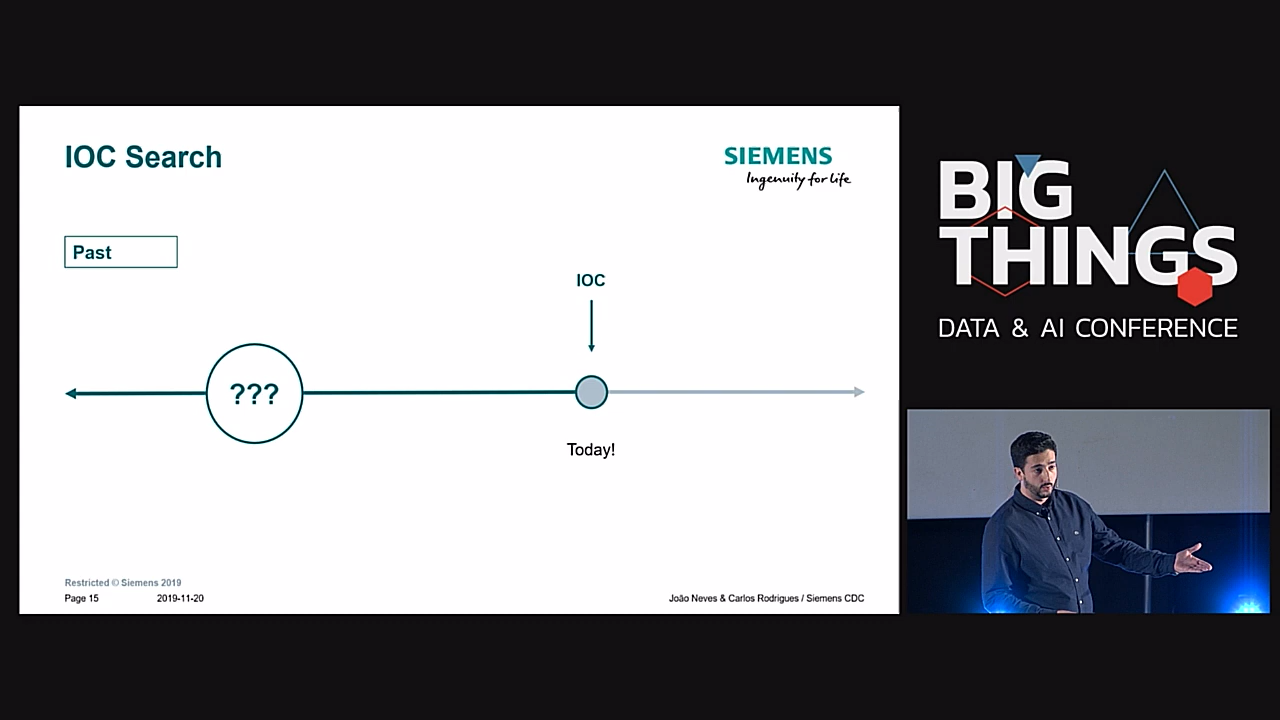 IOC Search
SIEMENS
Ingenuity for life
Past
IOC
???
Today!
Restricted © Siemens 2019
Page 15 2019-11-20 João Neves & Carlos Rodrigues / Siemens CDC
BIG
THINGS
DATA & AI CONFERENCE